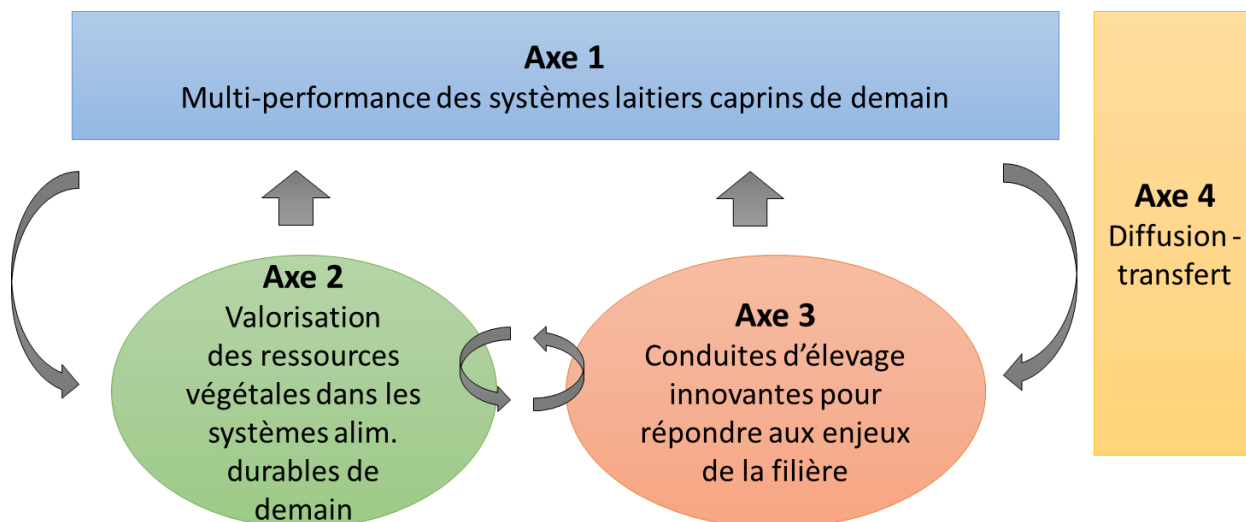 Axe 1
Multi-performance des systèmes laitiers caprins de demain
Axe 2
Valorisation
des ressources
végétales dans les
systèmes alim.
durables de
demain
Axe 3
Conduites d’élevage
innovantes pour
répondre aux enjeux
de la filière
Axe 4
Diffusion -
transfert